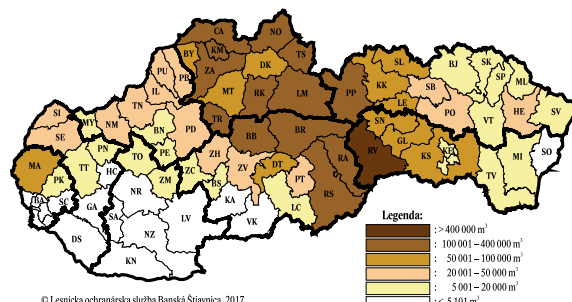 CA
NO
BY
KM
TS
PU
PB
ZA
DK
IL
MT
RK
LM
PP
KK
SL
LE
BJ
SK
SP
ML
SB
PO
HE
SV
VT
SI
MY
NM
TN
SE
BN
PD
TR
BB
BR
SN
GL
RV
KS
KE
MI
SO
TV
MA
PK
TT
PN
HC
TO
PE
ZM
ZC
ZH
BS
ZV
DT
PT
RA
RS
LC
BA
SC
GA
NR
SA
LV
KA
VK
DS
NZ
KN
Legenda:
: > 400 000 m³
: 100 001 – 400 000 m³
: 50 001 – 100 000 m³
: 20 001 – 50 000 m³
: 5 001 – 20 000 m³
: < 5 101 m³
© Lesnícka ochranárska služba Banská Štiavnica, 2017